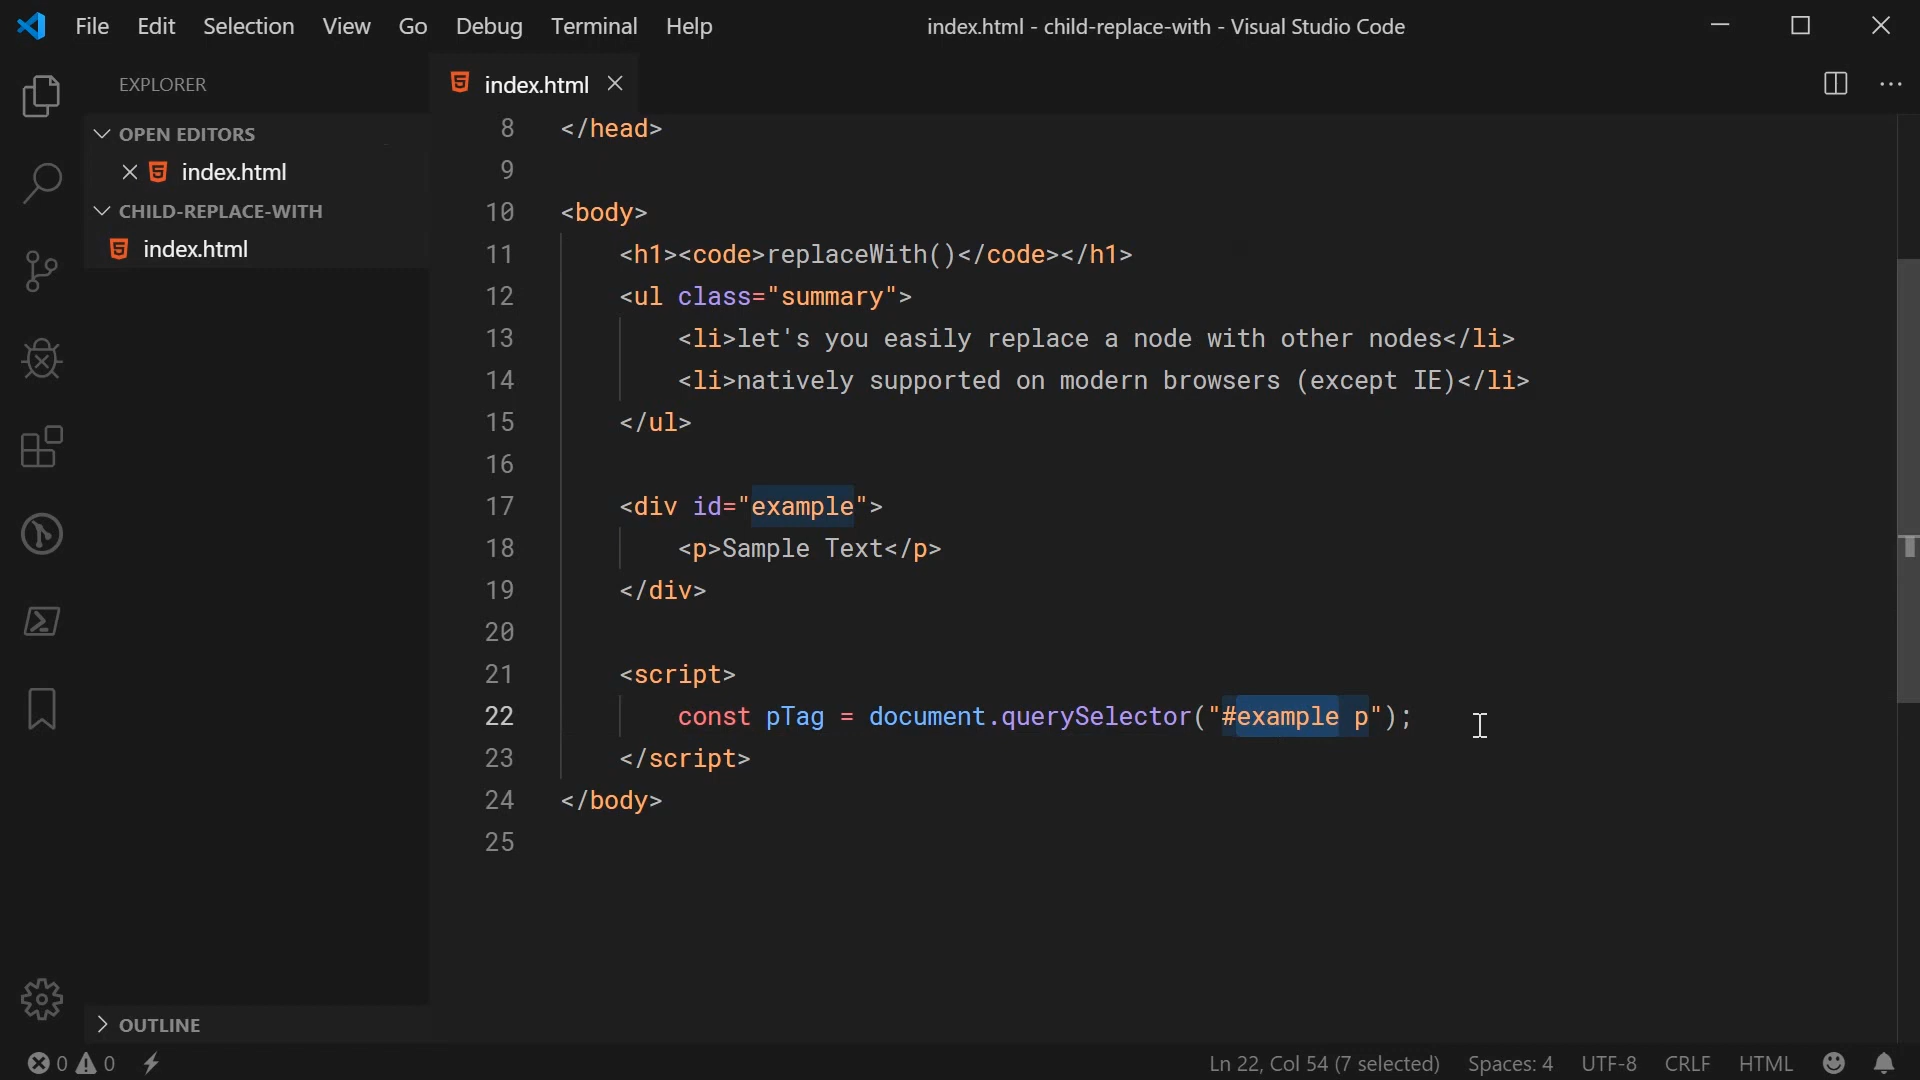 File Edit Selection View Go Debug Terminal Help index.html - child-replace-with - Visual Studio Code
EXPLORER
OPEN EDITORS
index.html
CHILD-REPLACE-WITH
index.html
OUTLINE
index.html
8 </head>
9
10 <body>
11 <h1><code>replaceWith()</code></h1>
12 <ul class="summary">
13 <li>let's you easily replace a node with other nodes</li>
14 <li>natively supported on modern browsers (except IE)</li>
15 </ul>
16
17 <div id="example">
18 <p>Sample Text</p>
19 </div>
20
21 <script>
22 const pTag = document.querySelector("#example p");
23 </script>
24 </body>
25
0 0 Ln 22, Col 54 (7 selected) Spaces: 4 UTF-8 CRLF HTML